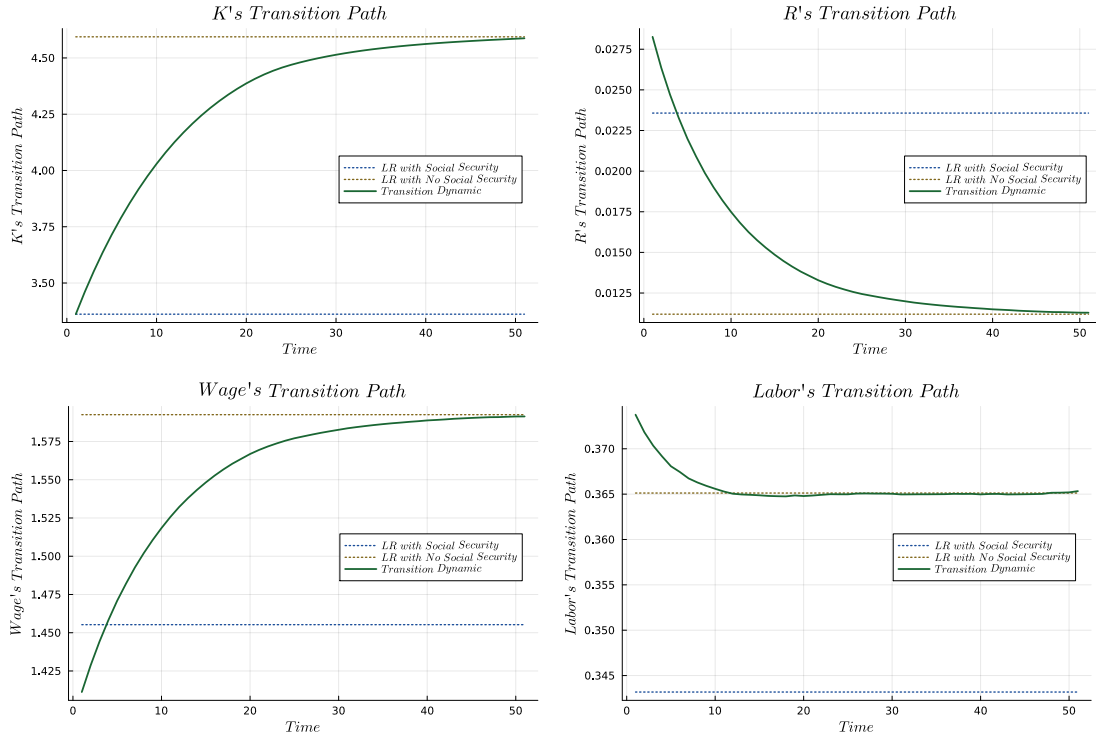 K's Transition Path
K's Transition Path
4.50
4.25
4.00
3.75
3.50
LR with Social Security
LR with No Social Security
Transition Dynamic
0 10 20 30 40 50
Time
R's Transition Path
R's Transition Path
0.0275
0.0250
0.0225
0.0200
0.0175
0.0150
0.0125
LR with Social Security
LR with No Social Security
Transition Dynamic
0 10 20 30 40 50
Time
Wage's Transition Path
Wage's Transition Path
1.575
1.550
1.525
1.500
1.475
1.450
1.425
LR with Social Security
LR with No Social Security
Transition Dynamic
0 10 20 30 40 50
Time
Labor's Transition Path
Labor's Transition Path
0.370
0.365
0.360
0.355
0.350
0.345
LR with Social Security
LR with No Social Security
Transition Dynamic
0 10 20 30 40 50
Time